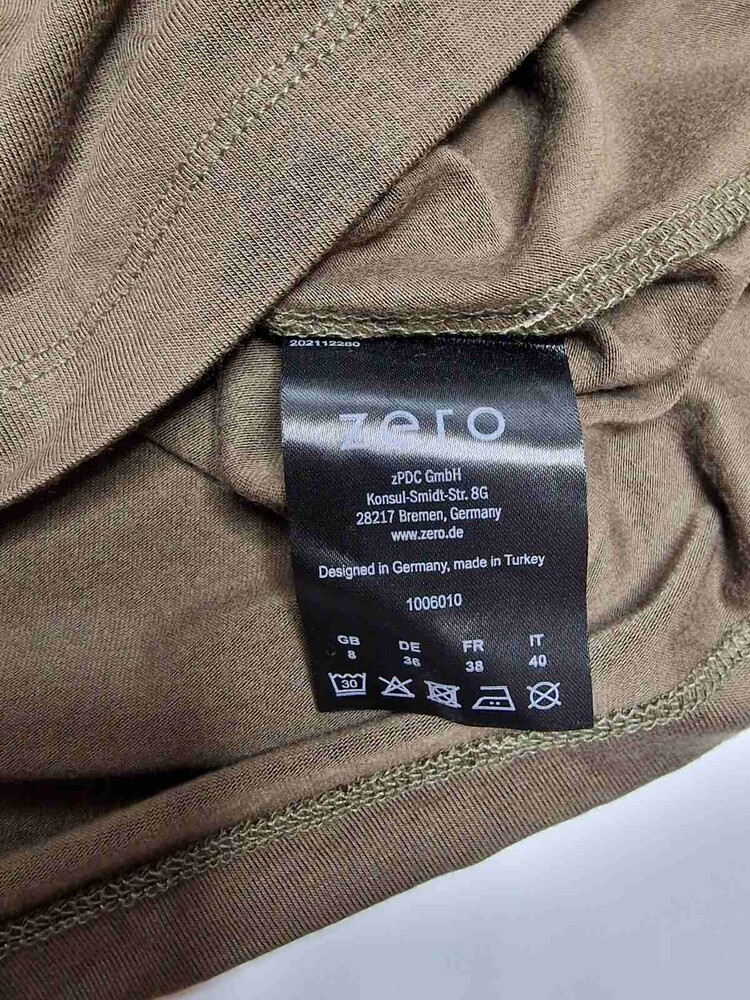 202112280
zero
zPDC GmbH
Konsul-Smidt-Str. 8G
28217 Bremen, Germany
www.zero.de
Designed in Germany, made in Turkey
1006010
GB DE FR IT
8 36 38 40
30